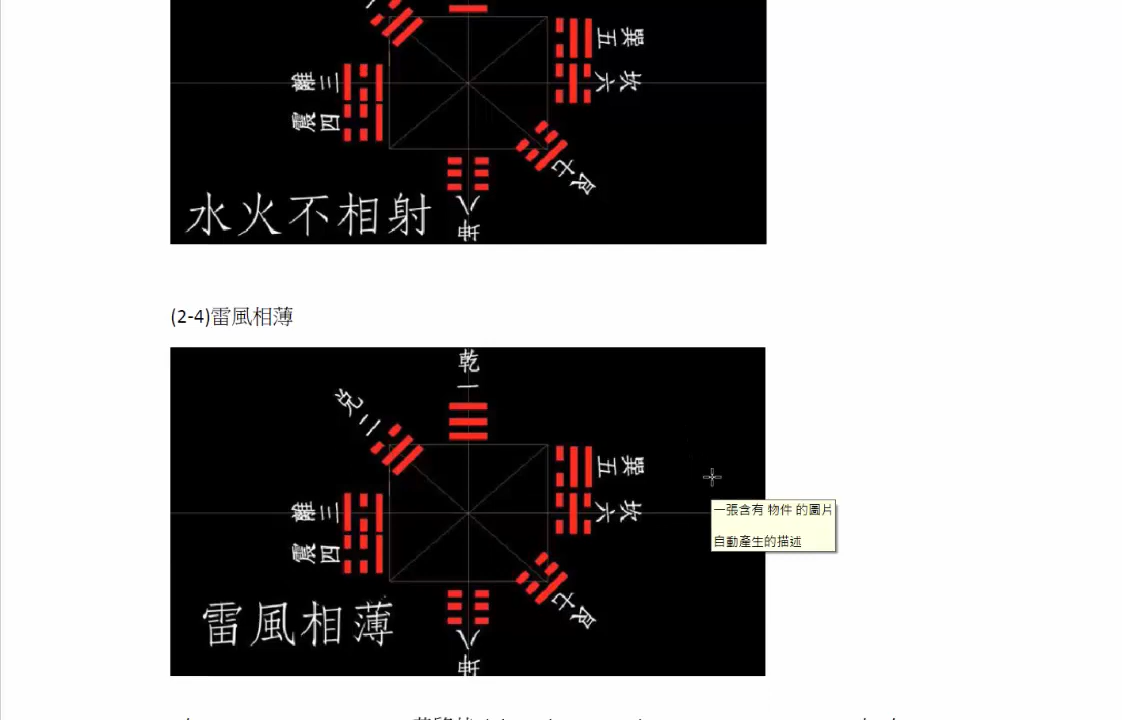 巽五
坎六
離三
震四
艮七
水火不相射
八坤
(2-4)雷風相薄
乾一
兌二
巽五
坎六
離三
震四
一張含有 物件 的圖片
自動產生的描述
艮七
雷風相薄
八坤